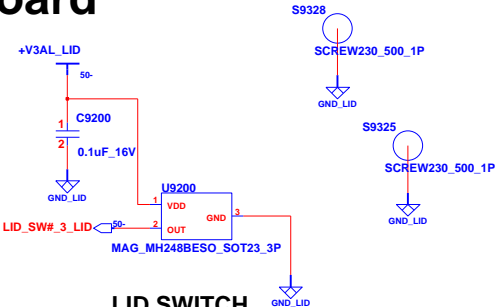 oard
S9328
SCREW230_500_1P
GND_LID
+V3AL_LID
50-
1
C9200
2
0.1uF_16V
GND_LID
S9325
SCREW230_500_1P
GND_LID
U9200
1
VDD
GND
3
LID_SW#_3_LID
50-
2
OUT
MAG_MH248BESO_SOT23_3P
LID SWITCH
GND_LID